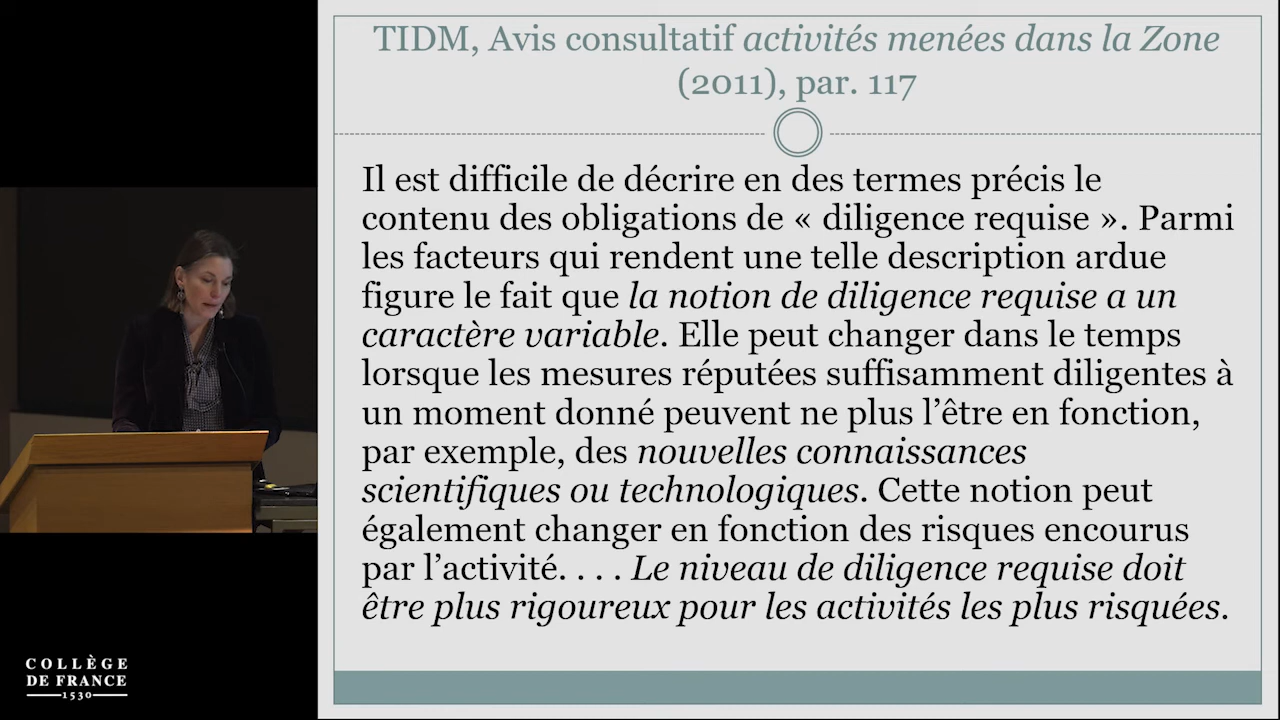 TIDM, Avis consultatif activités menées dans la Zone
(2011), par. 117
Il est difficile de décrire en des termes précis le
contenu des obligations de « diligence requise ». Parmi
les facteurs qui rendent une telle description ardue
figure le fait que la notion de diligence requise a un
caractère variable. Elle peut changer dans le temps
lorsque les mesures réputées suffisamment diligentes à
un moment donné peuvent ne plus l’être en fonction,
par exemple, des nouvelles connaissances
scientifiques ou technologiques. Cette notion peut
également changer en fonction des risques encourus
par l’activité. . . . Le niveau de diligence requise doit
être plus rigoureux pour les activités les plus risquées.
COLLÈGE
DE FRANCE
1530